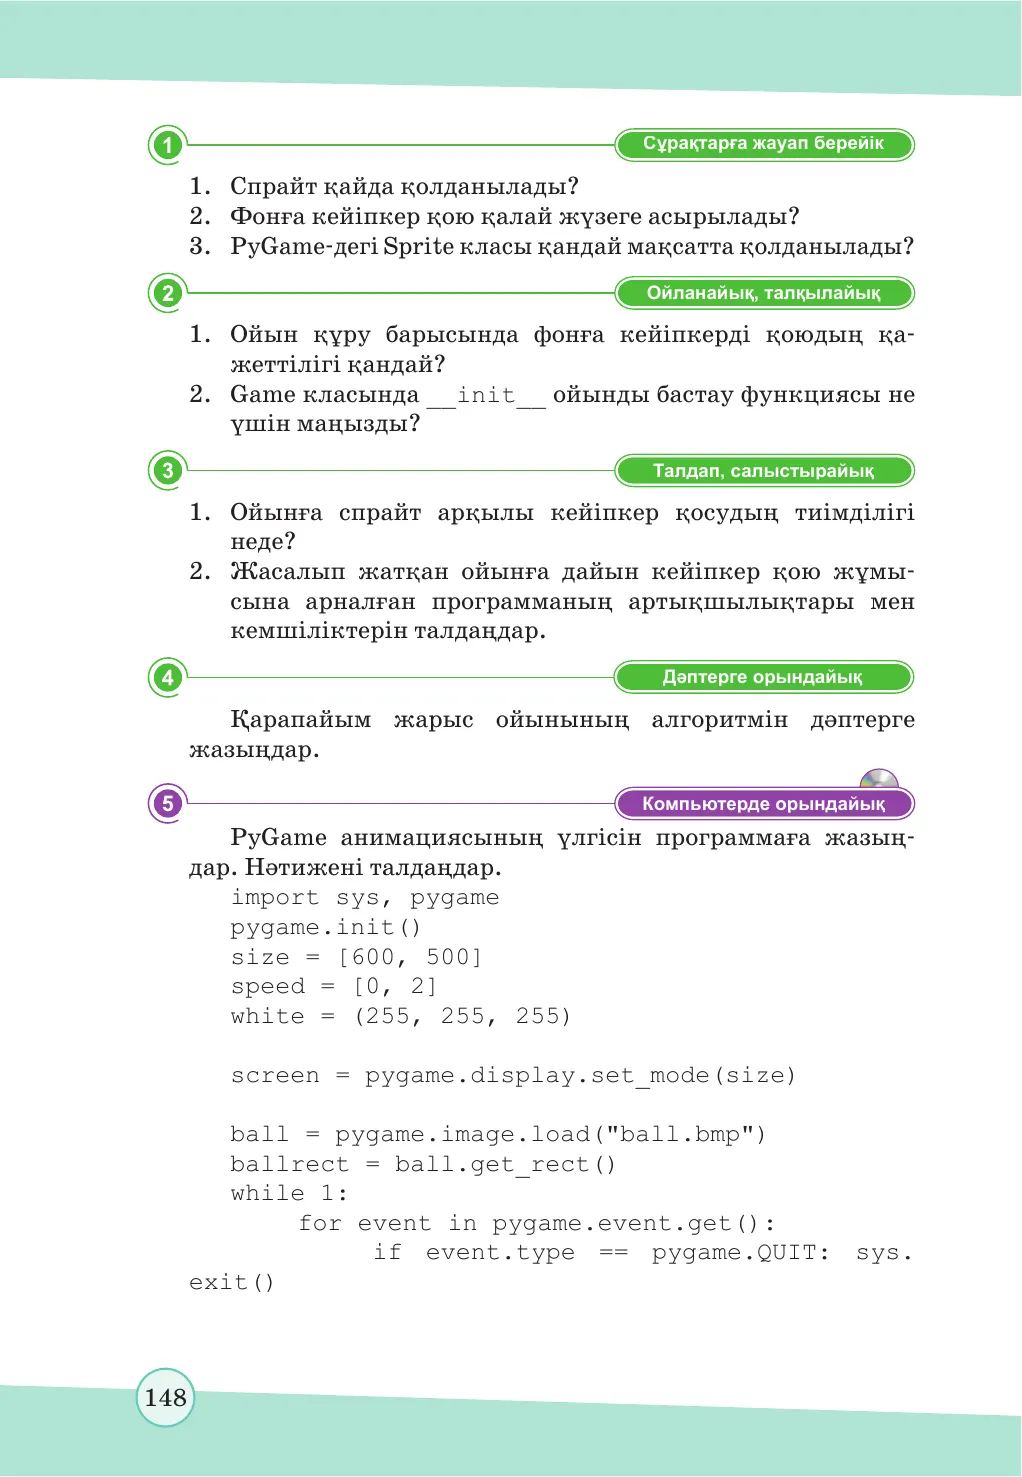 1 Сұрақтарға жауап берейік
1. Спрайт қайда қолданылады?
2. Фонға кейіпкер қою қалай жүзеге асырылады?
3. PyGame-дегі Sprite класы қандай мақсатта қолданылады?
2 Ойланайық, талқылайық
1. Ойын құру барысында фонға кейіпкерді қоюдың қа-
жеттілігі қандай?
2. Game класында __init__ ойынды бастау функциясы не
үшін маңызды?
3 Талдап, салыстырайық
1. Ойынға спрайт арқылы кейіпкер қосудың тиімділігі
неде?
2. Жасалып жатқан ойынға дайын кейіпкер қою жұмы-
сына арналған программаның артықшылықтары мен
кемшіліктерін талдаңдар.
4 Дәптерге орындайық
Қарапайым жарыс ойынының алгоритмін дәптерге
жазыңдар.
5 Компьютерде орындайық
PyGame анимациясының үлгісін программаға жазың-
дар. Нәтижені талдаңдар.
import sys, pygame
pygame.init()
size = [600, 500]
speed = [0, 2]
white = (255, 255, 255)
screen = pygame.display.set_mode(size)
ball = pygame.image.load("ball.bmp")
ballrect = ball.get_rect()
while 1:
for event in pygame.event.get():
if event.type == pygame.QUIT: sys.
exit()
148